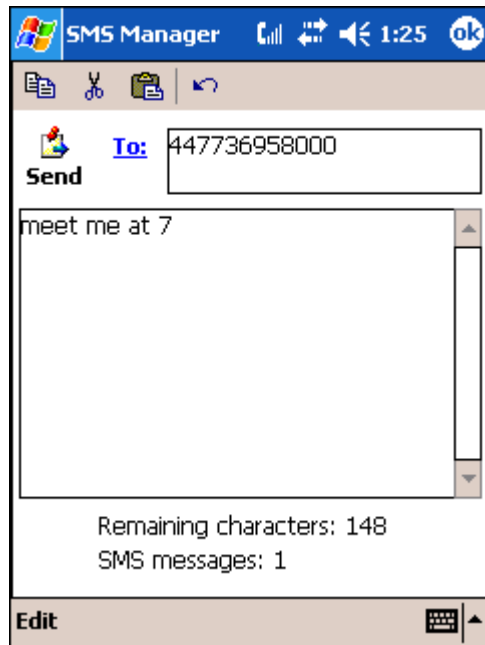 SMS Manager 1:25 ok
To: 447736958000
Send
meet me at 7
Remaining characters: 148
SMS messages: 1
Edit